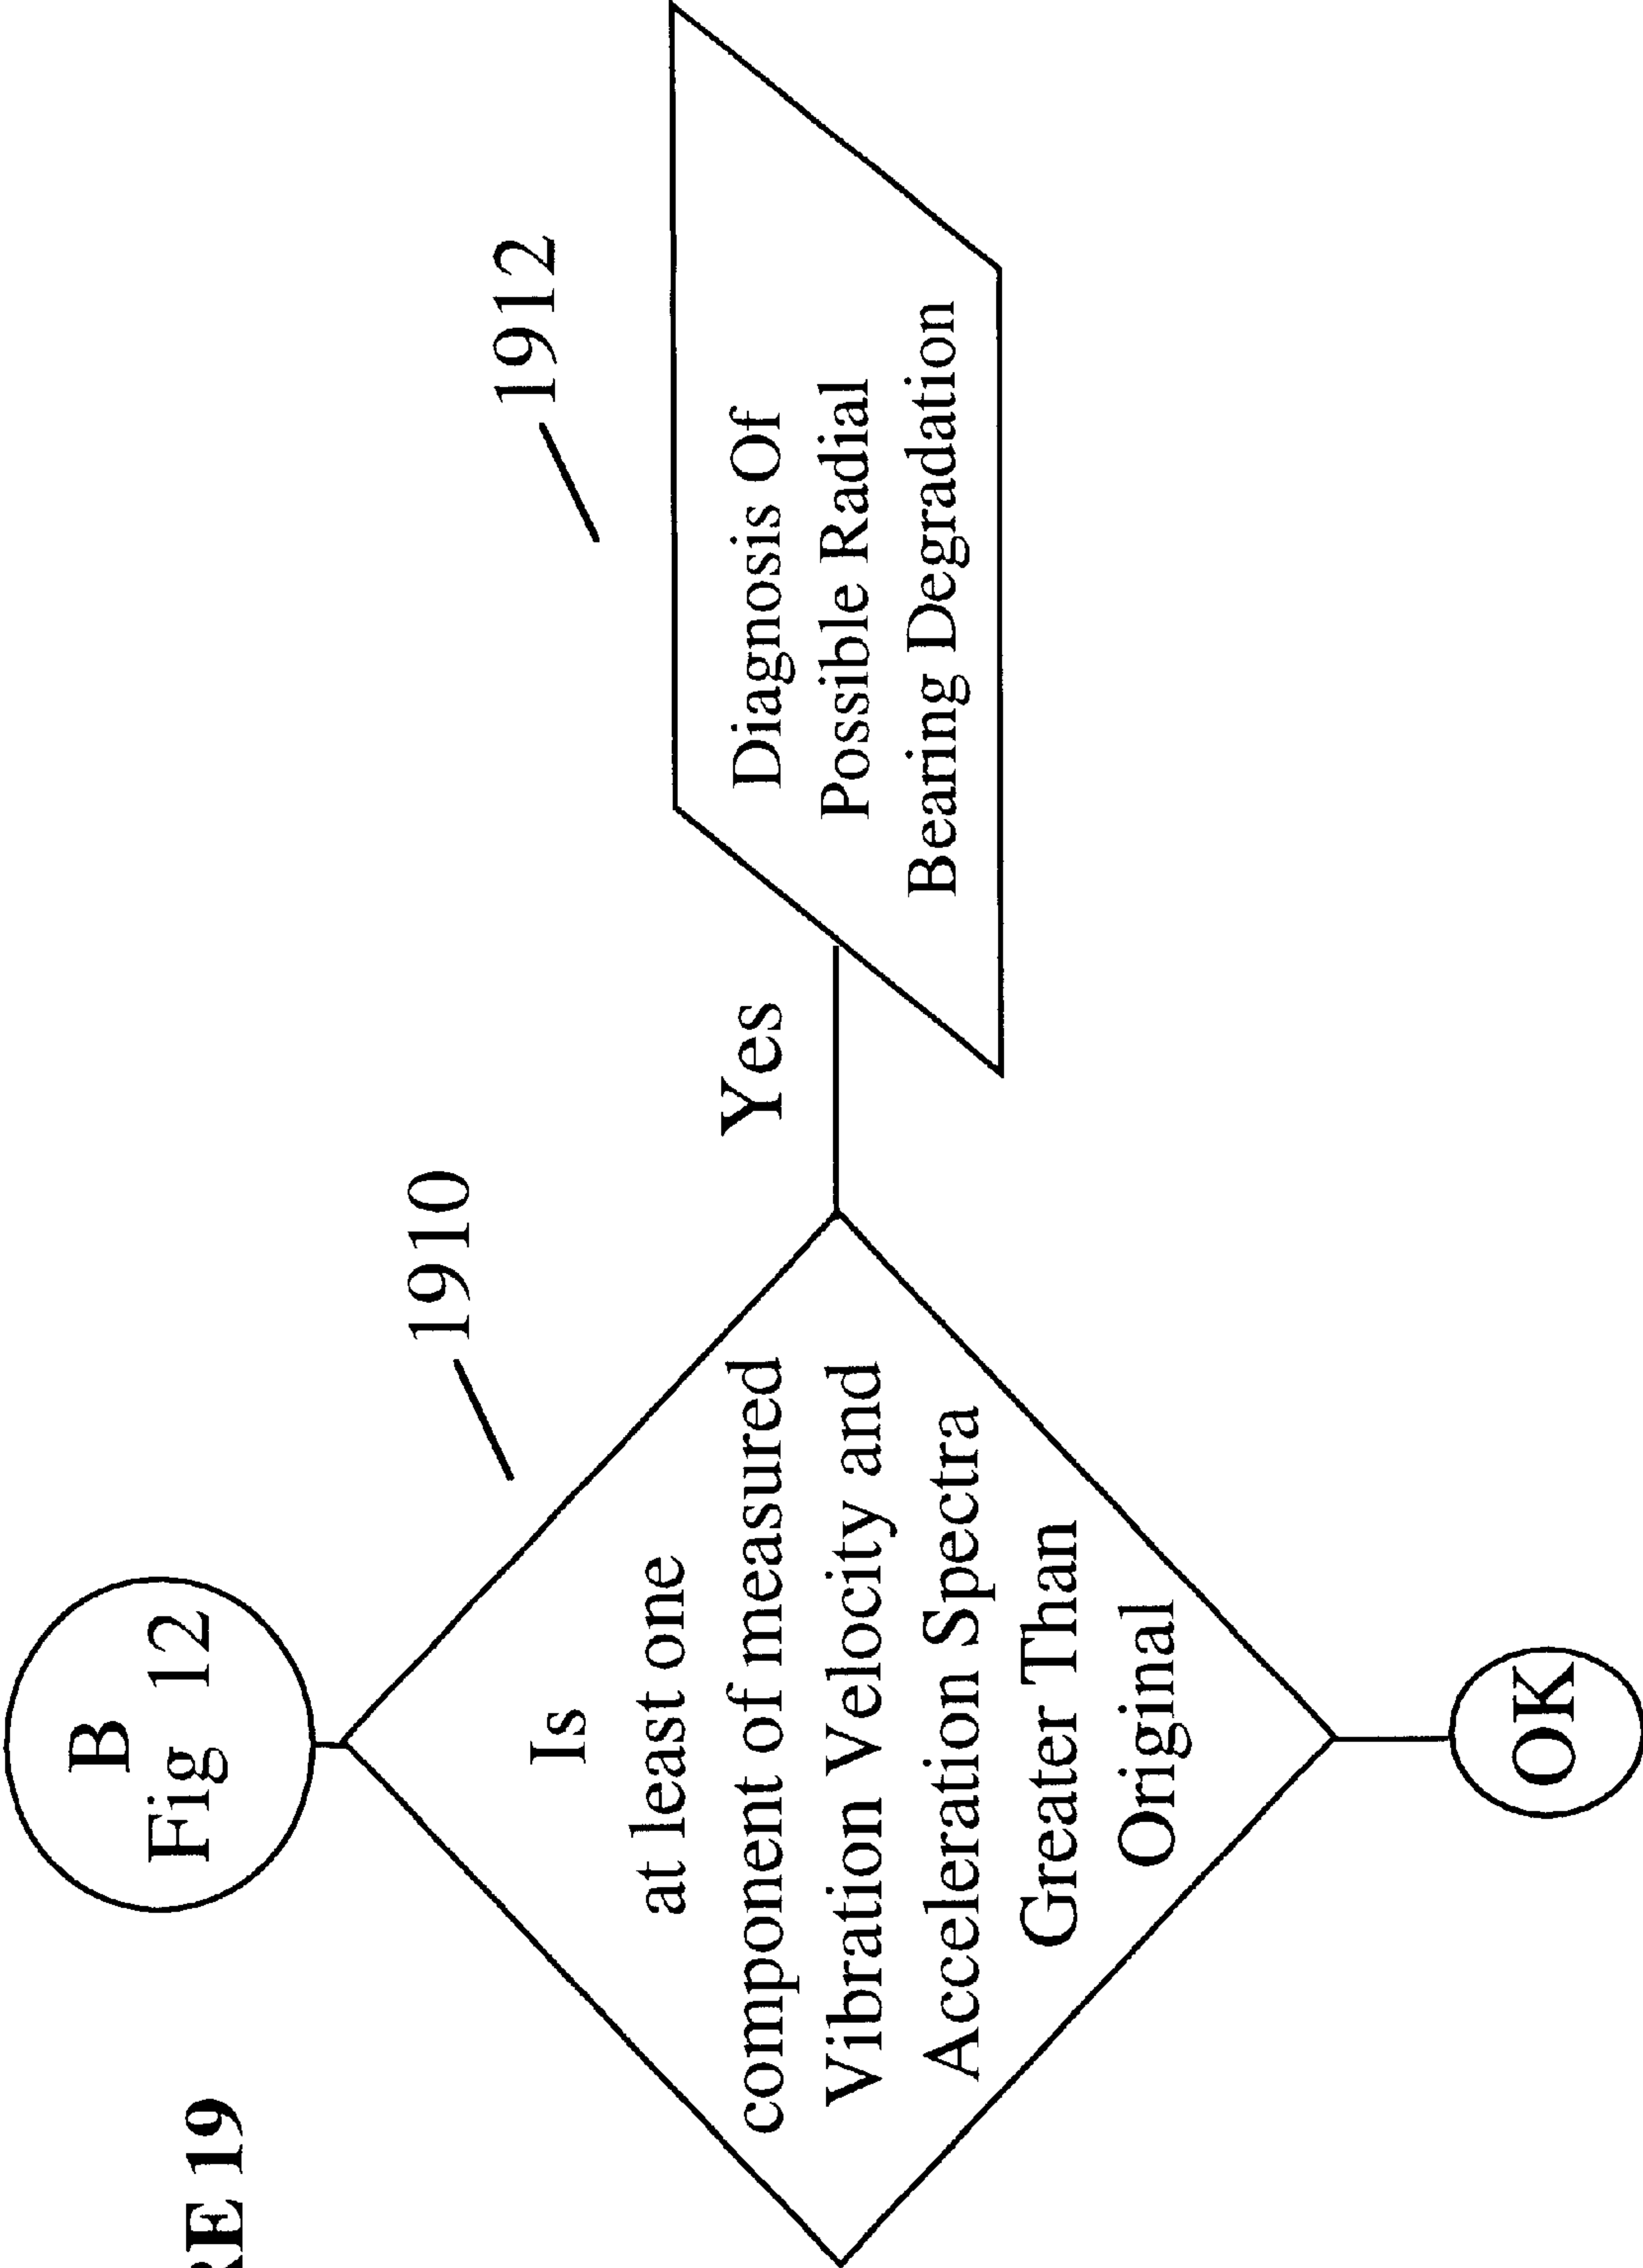 B
Fig 12
RE 19
1910
Is
at least one
component of measured
Vibration Velocity and
Acceleration Spectra
Greater Than
Original
Yes
1912
Diagnosis Of
Possible Radial
Bearing Degradation
OK